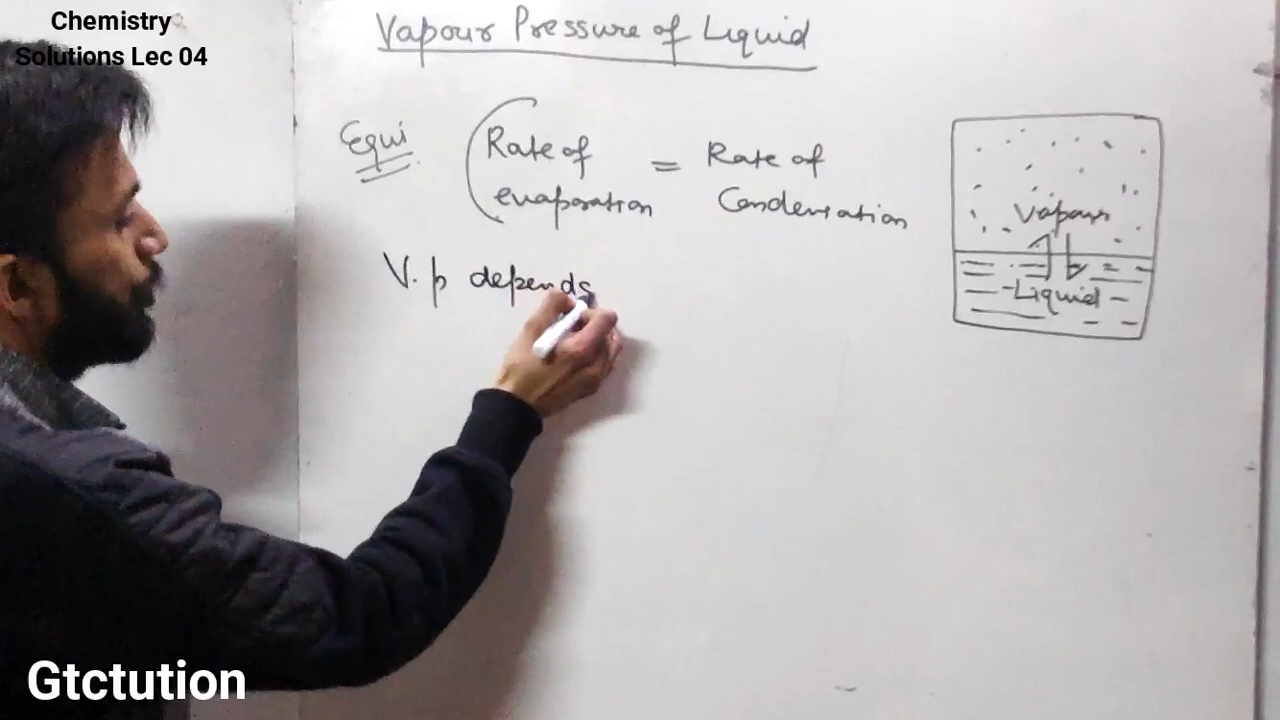 Chemistry
Solutions Lec 04
Vapour Pressure of Liquid
Equi
Rate of evaporation = Rate of Condensation
V.p depends
Vapour
Liquid
Gtctution